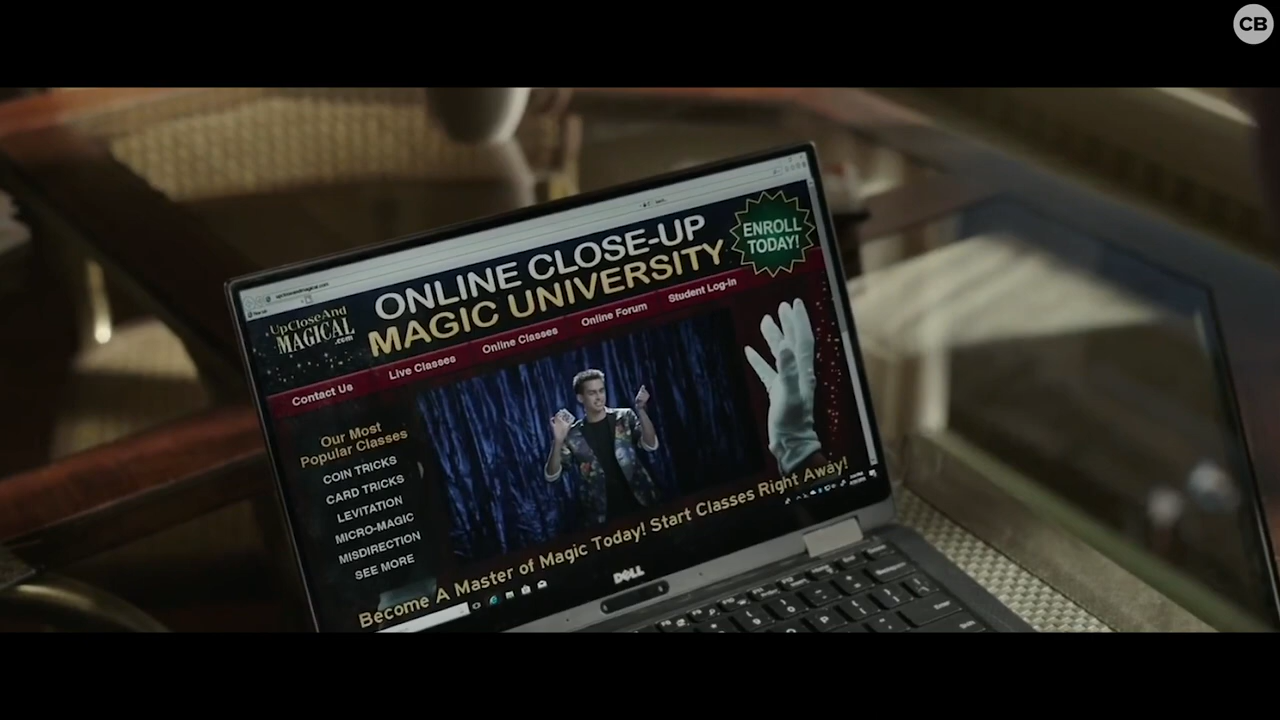 CB
upcloseandmagical.com
UpCloseAnd
MAGICAL
.com
ONLINE CLOSE-UP
MAGIC UNIVERSITY
ENROLL
TODAY!
Contact Us
Live Classes
Online Classes
Online Forum
Student Log-In
Our Most
Popular Classes
COIN TRICKS
CARD TRICKS
LEVITATION
MICRO-MAGIC
MISDIRECTION
SEE MORE
Become A Master of Magic Today! Start Classes Right Away!
DELL